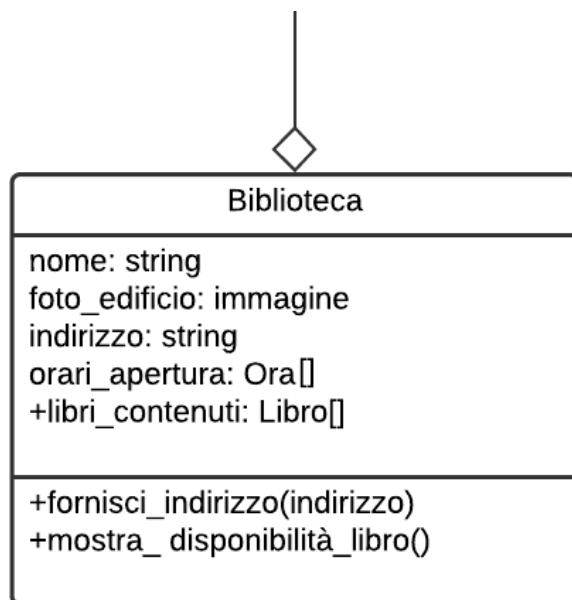 Biblioteca
nome: string
foto_edificio: immagine
indirizzo: string
orari_apertura: Ora[]
+libri_contenuti: Libro[]
+fornisci_indirizzo(indirizzo)
+mostra_ disponibilità_libro()